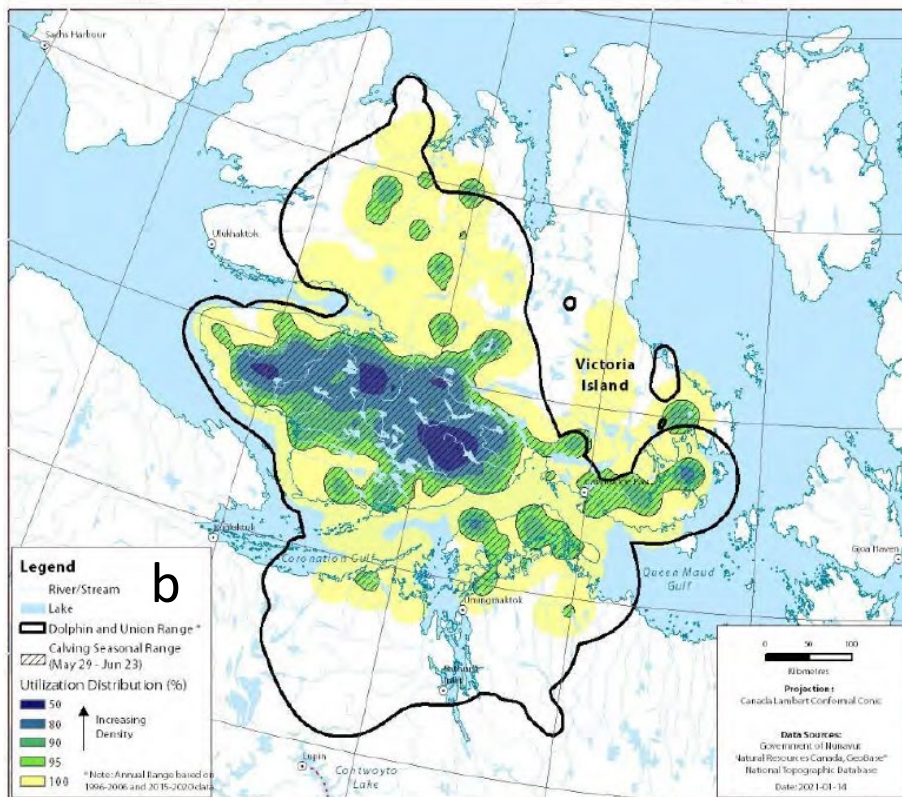 Sachs Harbour
Ulukhaktok
Victoria
Island
Kugluktuk
Coronation Gulf
Queen Maud
Gulf
Gjoa Haven
Umingmaktok
Lupin
Contwoyto
Lake
b
Legend
River/Stream
Lake
Dolphin and Union Range *
Calving Seasonal Range
(May 29 - Jun 23)
Utilization Distribution (%)
50
80
90
95
100
Increasing
Density
* Note: Annual Range based on
1996-2006 and 2015-2020 data
0 50 100
Kilometres
Projection:
Canada Lambert Conformal Conic
Data Sources:
Government of Nunavut
Natural Resources Canada, GeoBase®
National Topographic Database
Date: 2021-01-14